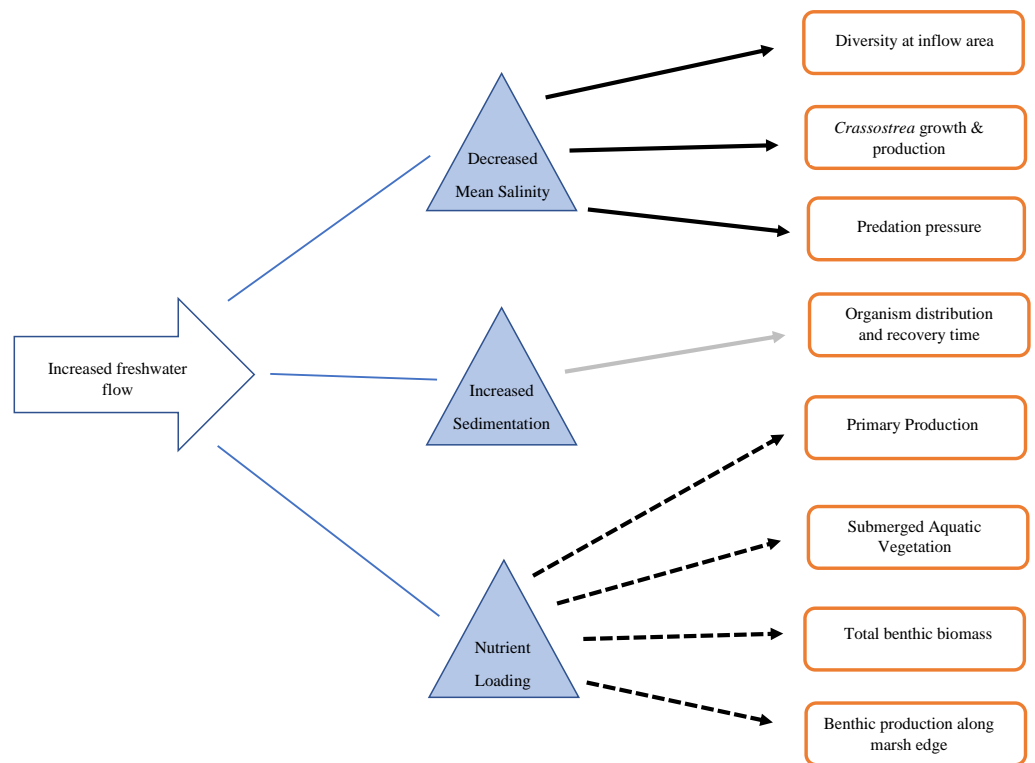 Increased freshwater
flow
Decreased
Mean Salinity
Increased
Sedimentation
Nutrient
Loading
Diversity at inflow area
Crassostrea growth &
production
Predation pressure
Organism distribution
and recovery time
Primary Production
Submerged Aquatic
Vegetation
Total benthic biomass
Benthic production along
marsh edge